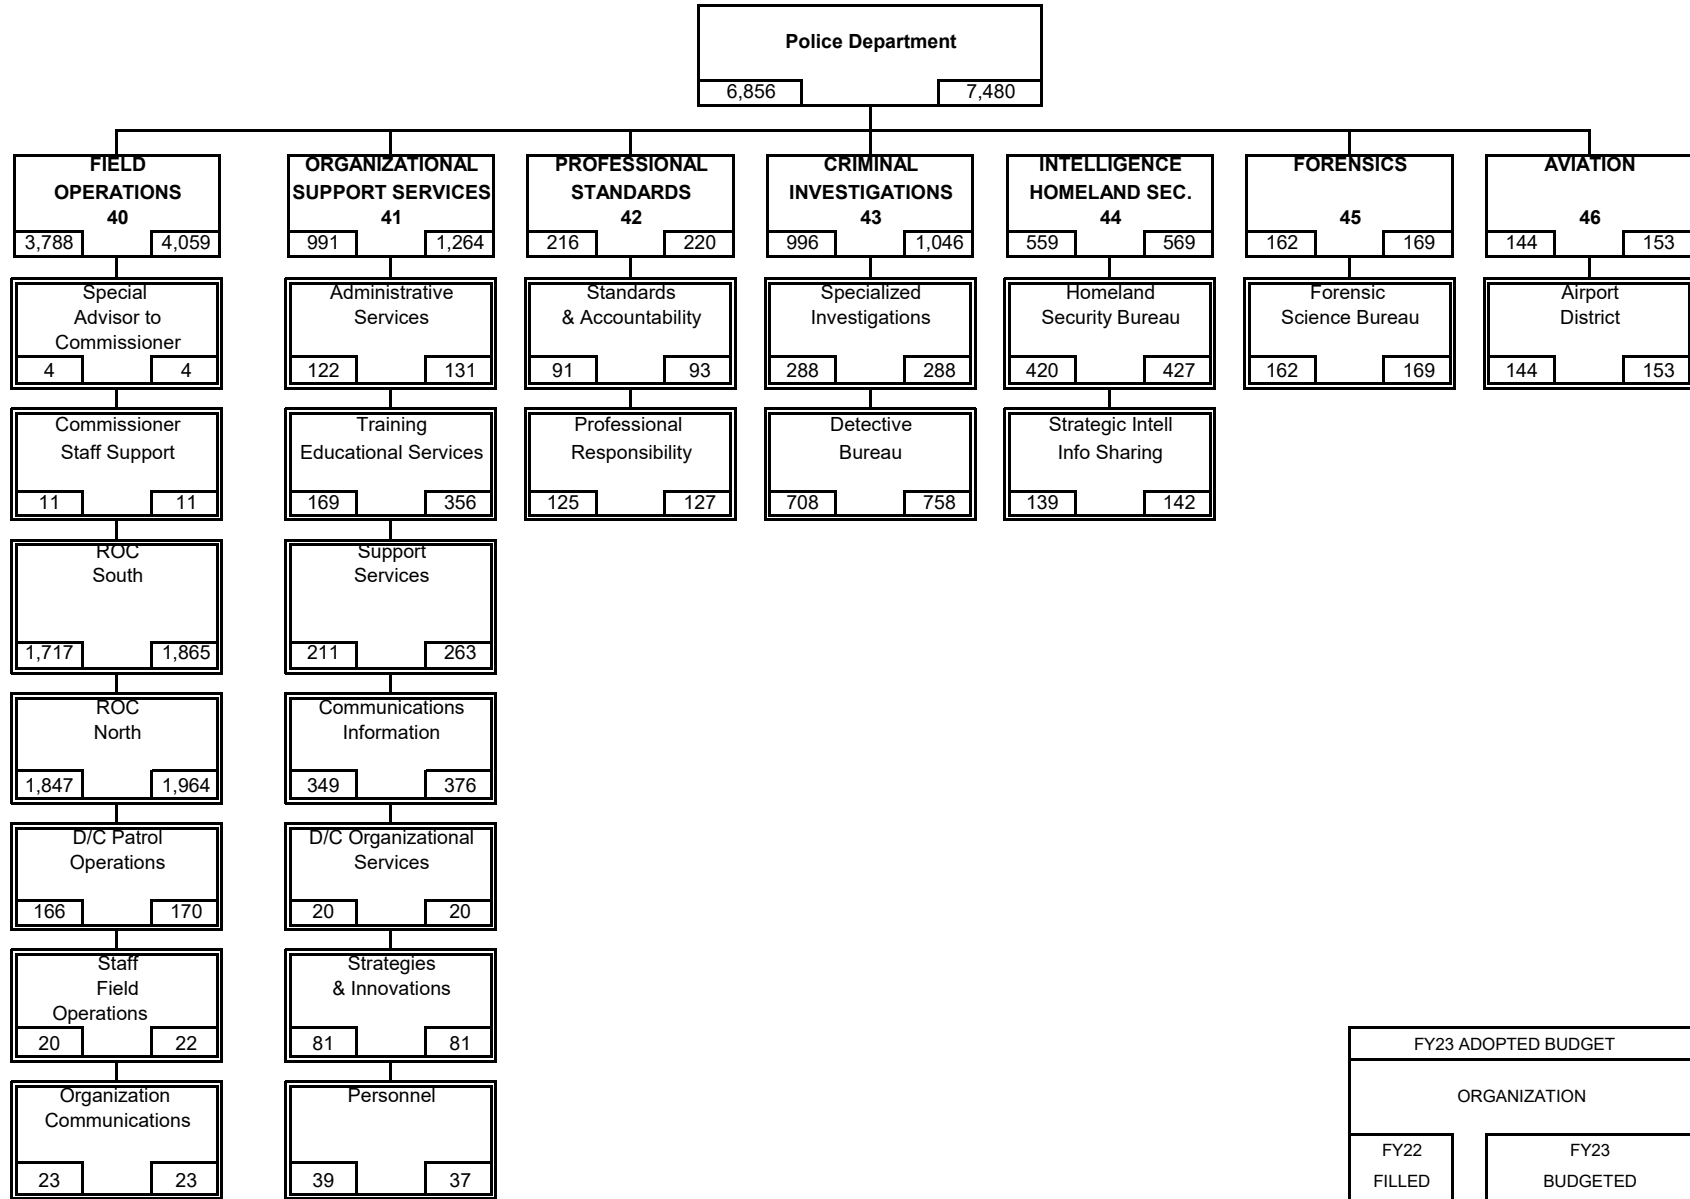 Police Department
6,856 7,480
FIELD
OPERATIONS
40
3,788 4,059
ORGANIZATIONAL
SUPPORT SERVICES
41
991 1,264
PROFESSIONAL
STANDARDS
42
216 220
CRIMINAL
INVESTIGATIONS
43
996 1,046
INTELLIGENCE
HOMELAND SEC.
44
559 569
FORENSICS
45
162 169
AVIATION
46
144 153
Special
Advisor to
Commissioner
4 4
Administrative
Services
122 131
Standards
& Accountability
91 93
Specialized
Investigations
288 288
Homeland
Security Bureau
420 427
Forensic
Science Bureau
162 169
Airport
District
144 153
Commissioner
Staff Support
11 11
Training
Educational Services
169 356
Professional
Responsibility
125 127
Detective
Bureau
708 758
Strategic Intell
Info Sharing
139 142
ROC
South
1,717 1,865
Support
Services
211 263
ROC
North
1,847 1,964
Communications
Information
349 376
D/C Patrol
Operations
166 170
D/C Organizational
Services
20 20
Staff
Field
Operations
20 22
Strategies
& Innovations
81 81
Organization
Communications
23 23
Personnel
39 37
FY23 ADOPTED BUDGET
ORGANIZATION
FY22
FILLED
FY23
BUDGETED